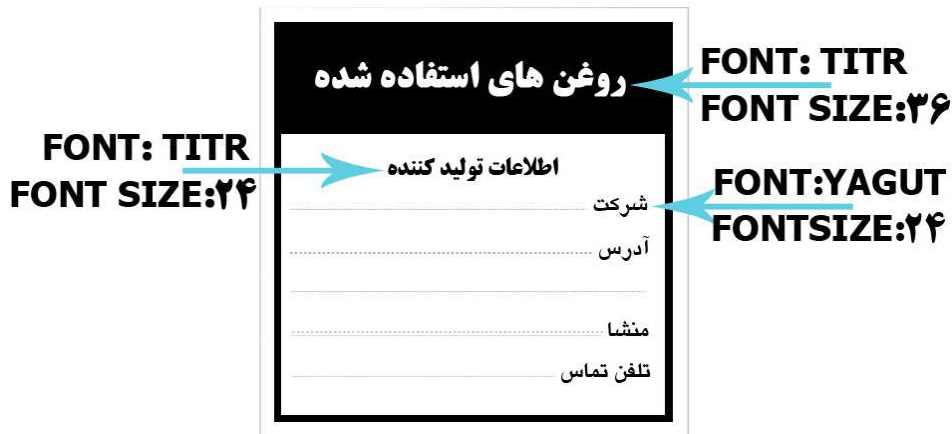 روغن های استفاده شده
FONT: TITR
FONT SIZE:۳۶
اطلاعات تولید کننده
FONT: TITR
FONT SIZE:۲۴
شرکت ........................................
FONT:YAGUT
FONTSIZE:۲۴
آدرس ........................................
منشا ........................................
تلفن تماس ........................................